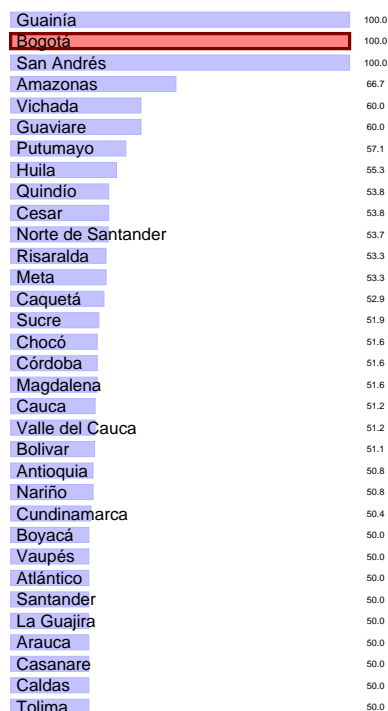 Guainía 100.0
Bogotá 100.0
San Andrés 100.0
Amazonas 66.7
Vichada 60.0
Guaviare 60.0
Putumayo 57.1
Huila 55.3
Quindío 53.8
Cesar 53.8
Norte de Santander 53.7
Risaralda 53.3
Meta 53.3
Caquetá 52.9
Sucre 51.9
Chocó 51.6
Córdoba 51.6
Magdalena 51.6
Cauca 51.2
Valle del Cauca 51.2
Bolivar 51.1
Antioquia 50.8
Nariño 50.8
Cundinamarca 50.4
Boyacá 50.0
Vaupés 50.0
Atlántico 50.0
Santander 50.0
La Guajira 50.0
Arauca 50.0
Casanare 50.0
Caldas 50.0
Tolima 50.0